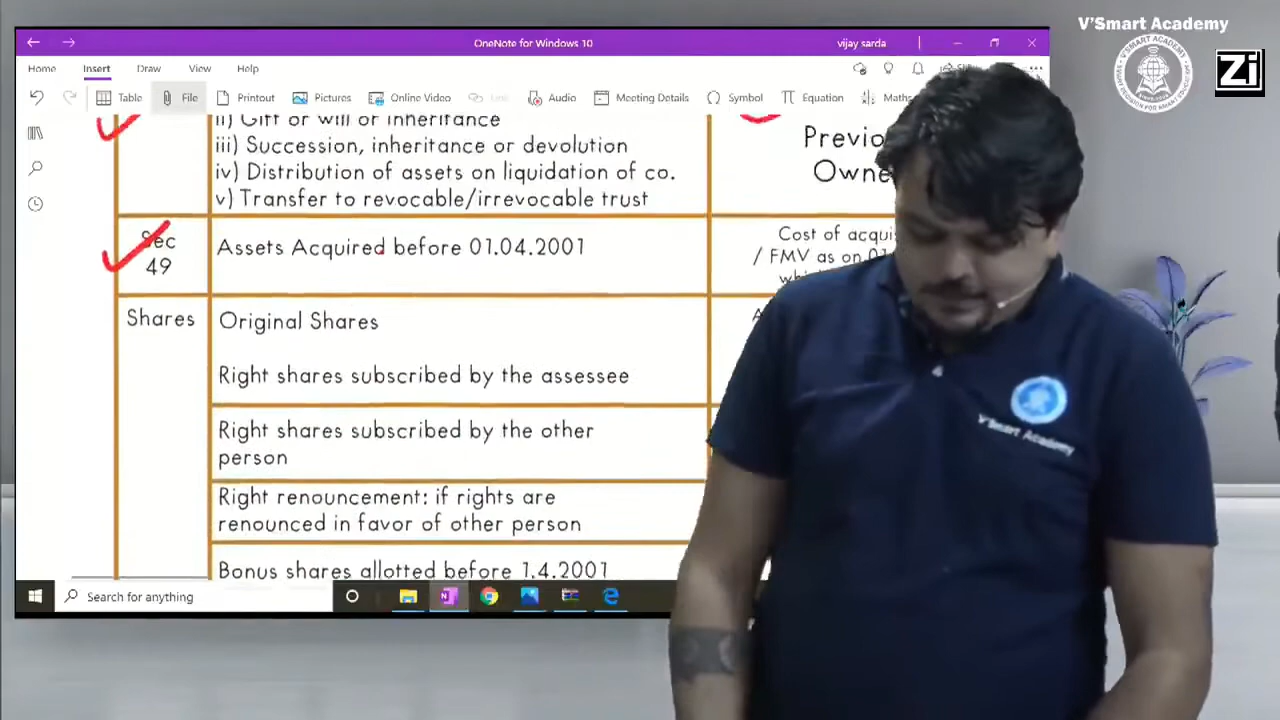 V'Smart Academy
OneNote for Windows 10
vijay sarda
Home
Insert
Draw
View
Help
Table
File
Printout
Pictures
Online Video
Link
Audio
Meeting Details
Symbol
Equation
Maths
ii) Gift or will or inheritance
iii) Succession, inheritance or devolution
iv) Distribution of assets on liquidation of co.
v) Transfer to revocable/irrevocable trust
Sec
49
Assets Acquired before 01.04.2001
/ FMV as on
Cost of
Shares
Original Shares
Right shares subscribed by the assessee
Right shares subscribed by the other
person
Right renouncement: if rights are
renounced in favor of other person
Bonus shares allotted before 1.4.2001
Search for anything
Zi
V'Smart Academy